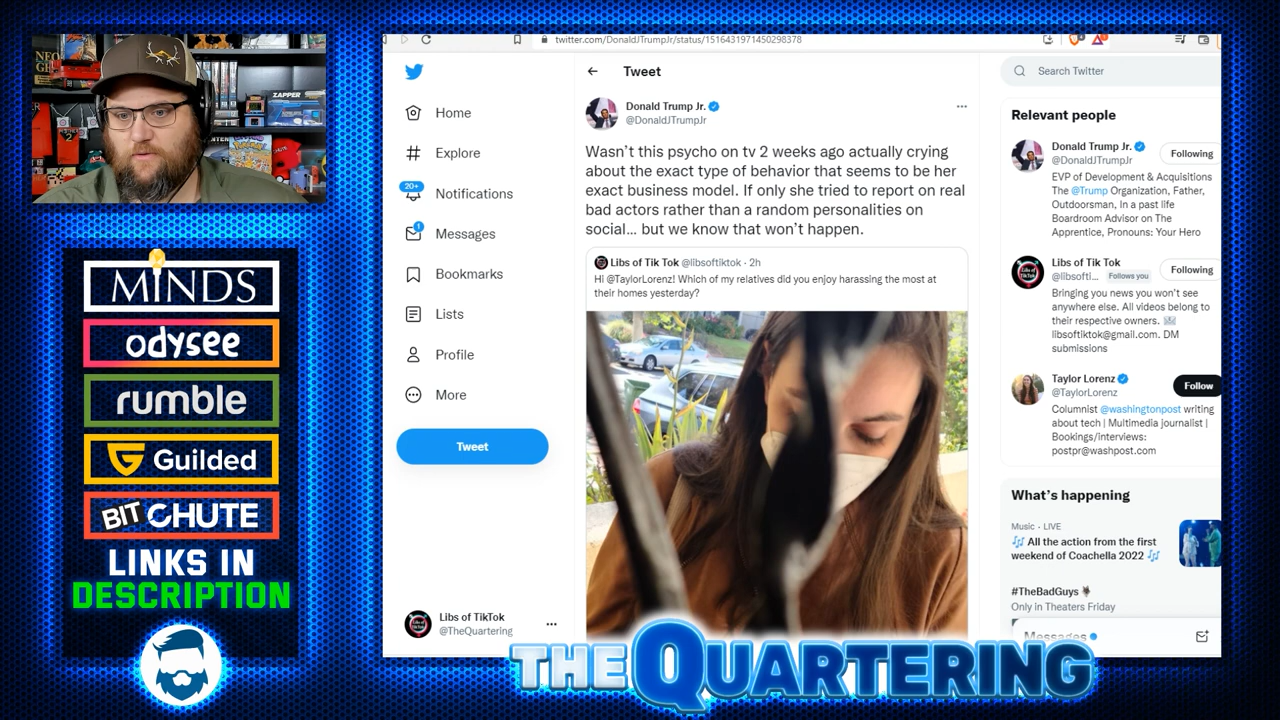 twitter.com/DonaldJTrumpJr/status/1516431971450298378
ZAPPER
MINDS
odysee
rumble
Guilded
BITCHUTE
LINKS IN
DESCRIPTION
Home
Explore
20+
Notifications
1
Messages
Bookmarks
Lists
Profile
More
Tweet
Libs of TikTok
@TheQuartering
Tweet
Donald Trump Jr.
@DonaldJTrumpJr
Wasn't this psycho on tv 2 weeks ago actually crying
about the exact type of behavior that seems to be her
exact business model. If only she tried to report on real
bad actors rather than a random personalities on
social... but we know that won't happen.
Libs of Tik Tok @libsoftiktok · 2h
Hi @TaylorLorenz! Which of my relatives did you enjoy harassing the most at
their homes yesterday?
Search Twitter
Relevant people
Donald Trump Jr.
@DonaldJTrumpJr
Following
EVP of Development & Acquisitions
The @Trump Organization, Father,
Outdoorsman, In a past life
Boardroom Advisor on The
Apprentice, Pronouns: Your Hero
Libs of Tik Tok
@libsofti... Follows you
Following
Bringing you news you won't see
anywhere else. All videos belong to
their respective owners. 📨
libsoftiktok@gmail.com. DM
submissions
Taylor Lorenz
@TaylorLorenz
Follow
Columnist @washingtonpost writing
about tech | Multimedia journalist |
Bookings/interviews:
postpr@washpost.com
What's happening
Music · LIVE
🎶 All the action from the first
weekend of Coachella 2022 🎶
#TheBadGuys
Only in Theaters Friday
Messages
THE QUARTERING